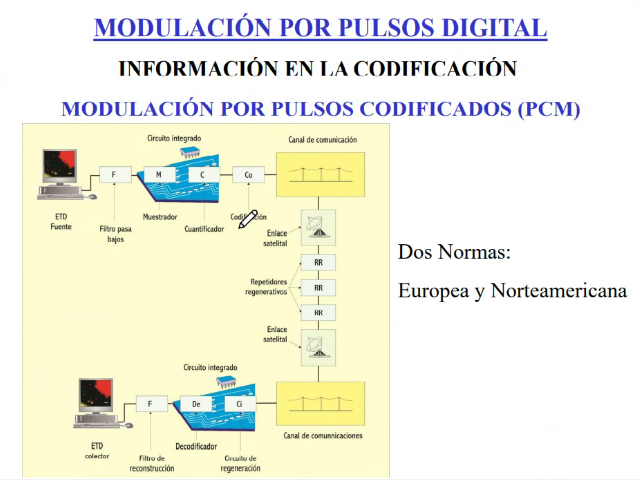 MODULACIÓN POR PULSOS DIGITAL
INFORMACIÓN EN LA CODIFICACIÓN
MODULACIÓN POR PULSOS CODIFICADOS (PCM)
Circuito integrado
Canal de comunicación
F
M
C
Co
ETD
Fuente
Filtro pasa
bajos
Muestrador
Cuantificador
Codificación
Enlace
satelital
RR
Repetidores
regenerativos
RR
RR
Enlace
satelital
Dos Normas:
Europea y Norteamericana
Circuito integrado
F
De
Ci
ETD
colector
Filtro de
reconstrucción
Decodificador
Circuito de
regeneración
Canal de comunnicaciones